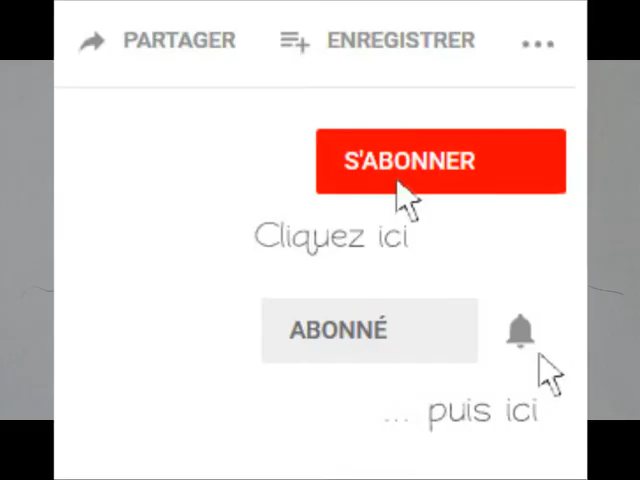 PARTAGER ENREGISTRER
S'ABONNER
Cliquez ici
ABONNÉ
... puis ici